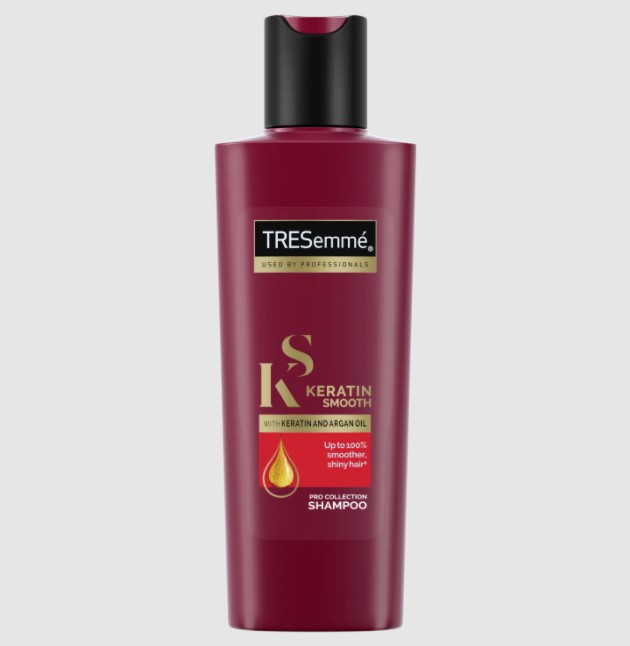 TRESemmé®
USED BY PROFESSIONALS
KS
KERATIN
SMOOTH
WITH KERATIN AND ARGAN OIL
Up to 100%
smoother,
shiny hair*
PRO COLLECTION
SHAMPOO